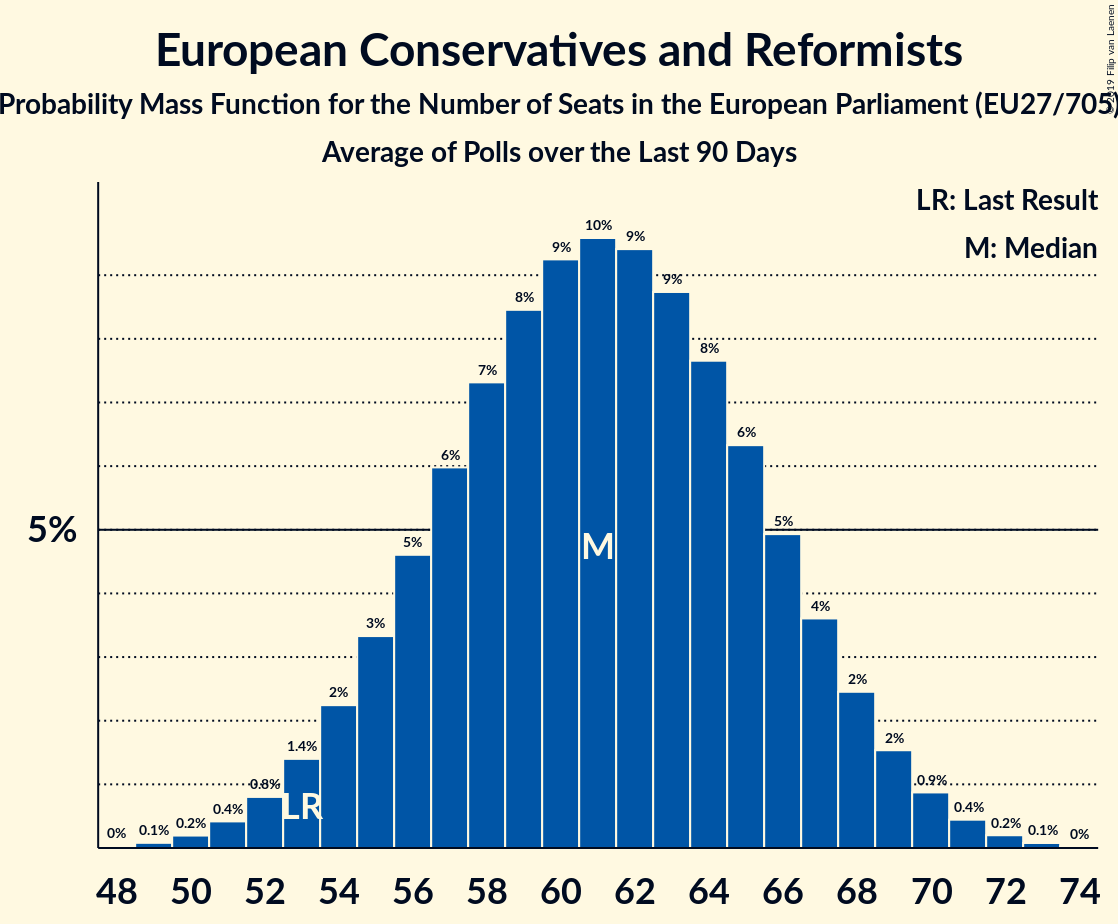 European Conservatives and Reformists
Probability Mass Function for the Number of Seats in the European Parliament (EU27/705)
Average of Polls over the Last 90 Days
© 2019 Filip van Laenen
LR: Last Result
M: Median
5%
0% 0.1% 0.2% 0.4% 0.8% 1.4% 2% 3% 5% 6% 7% 8% 9% 10% 9% 9% 8% 6% 5% 4% 2% 2% 0.9% 0.4% 0.2% 0.1% 0%
M
LR
48 50 52 54 56 58 60 62 64 66 68 70 72 74